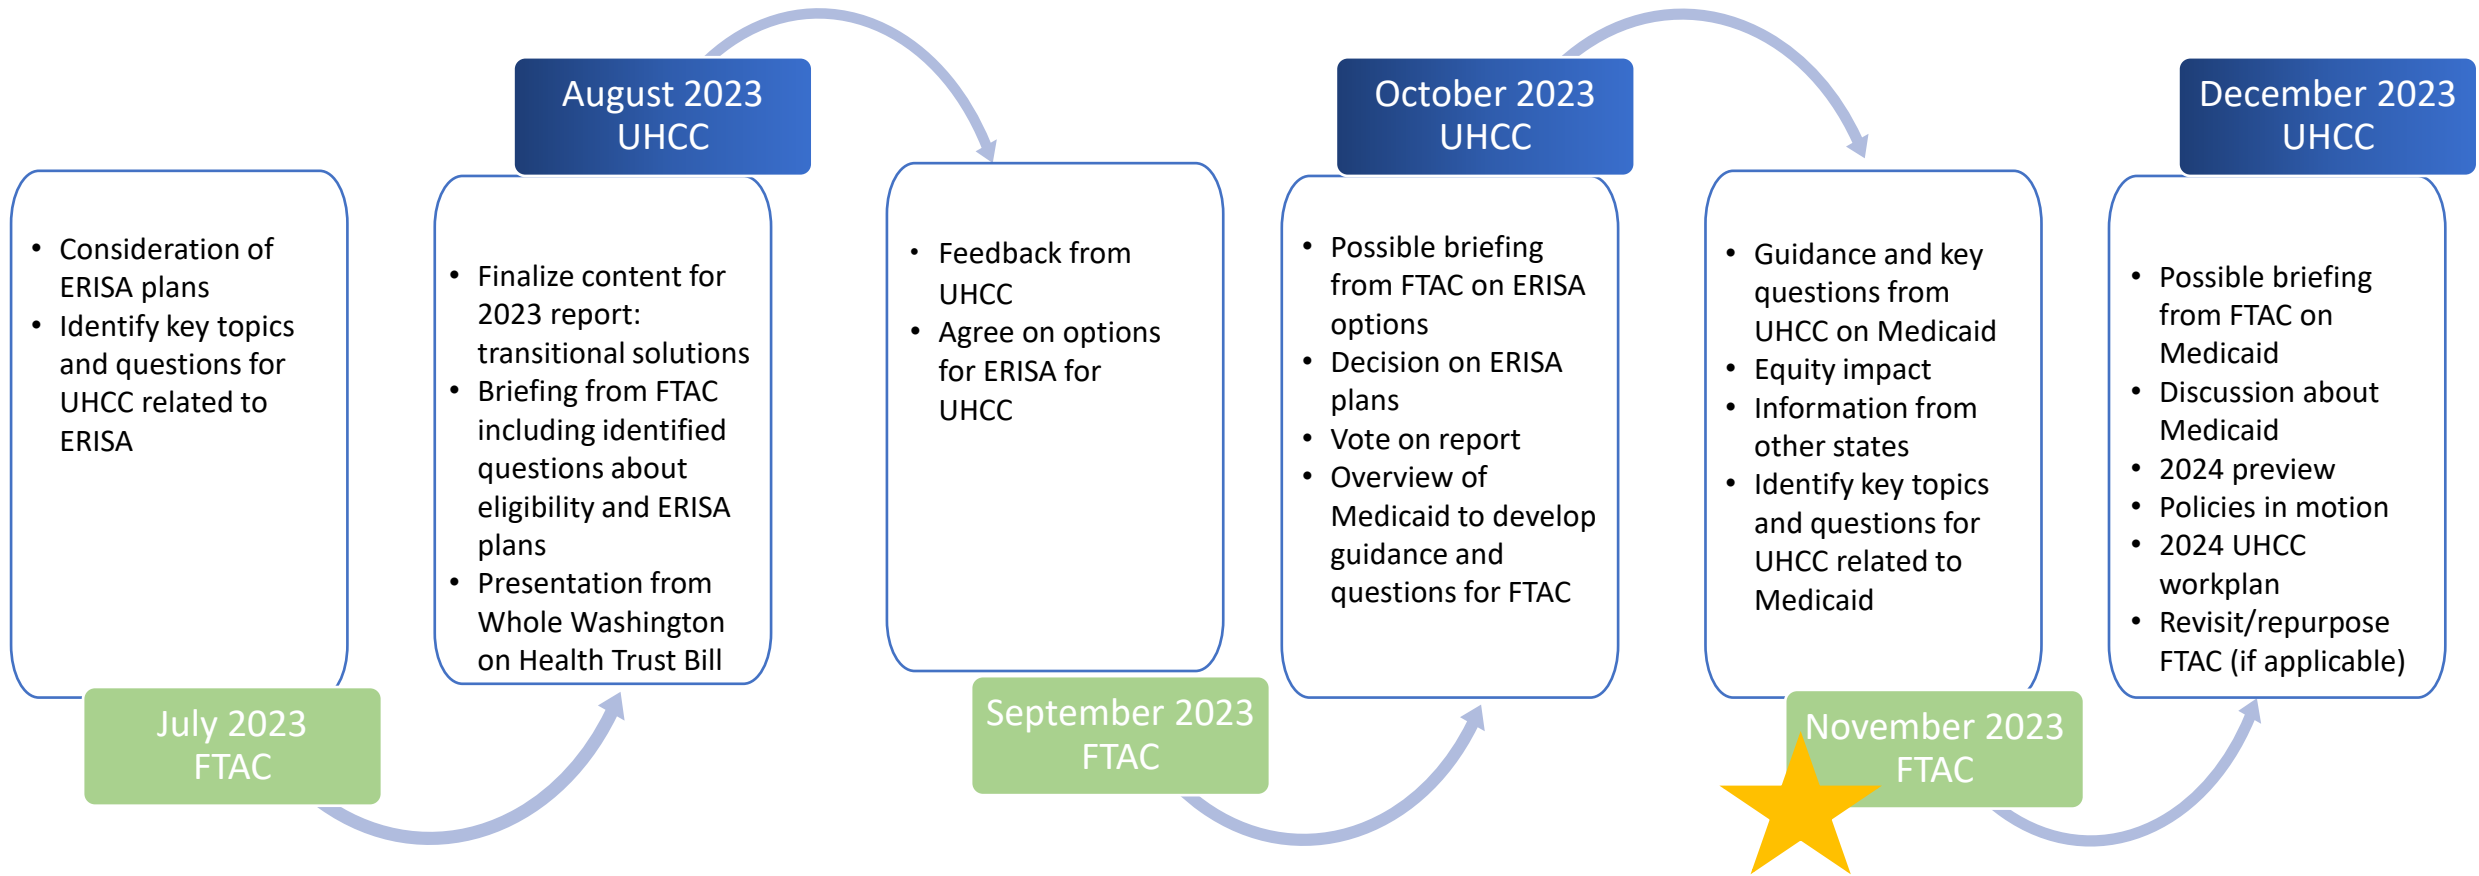 July 2023
FTAC
• Consideration of
ERISA plans
• Identify key topics
and questions for
UHCC related to
ERISA
August 2023
UHCC
• Finalize content for
2023 report:
transitional solutions
• Briefing from FTAC
including identified
questions about
eligibility and ERISA
plans
• Presentation from
Whole Washington
on Health Trust Bill
September 2023
FTAC
• Feedback from
UHCC
• Agree on options
for ERISA for
UHCC
October 2023
UHCC
• Possible briefing
from FTAC on ERISA
options
• Decision on ERISA
plans
• Vote on report
• Overview of
Medicaid to develop
guidance and
questions for FTAC
November 2023
FTAC
• Guidance and key
questions from
UHCC on Medicaid
• Equity impact
• Information from
other states
• Identify key topics
and questions for
UHCC related to
Medicaid
December 2023
UHCC
• Possible briefing
from FTAC on
Medicaid
• Discussion about
Medicaid
• 2024 preview
• Policies in motion
• 2024 UHCC
workplan
• Revisit/repurpose
FTAC (if applicable)